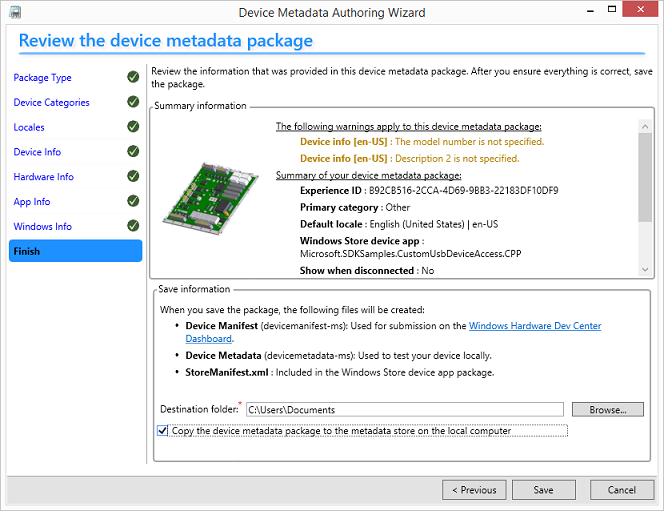 Device Metadata Authoring Wizard
Review the device metadata package
Package Type
Device Categories
Locales
Device Info
Hardware Info
App Info
Windows Info
Finish
Review the information that was provided in this device metadata package. After you ensure everything is correct, save
the package.
Summary information
The following warnings apply to this device metadata package:
Device info [en-US] : The model number is not specified.
Device info [en-US] : Description 2 is not specified.
Summary of your device metadata package:
Experience ID : B92CB516-2CCA-4D69-9BB3-22183DF10DF9
Primary category : Other
Default locale : English (United States) | en-US
Windows Store device app :
Microsoft.SDKSamples.CustomUsbDeviceAccess.CPP
Show when disconnected : No
Save information
When you save the package, the following files will be created:
• Device Manifest (devicemanifest-ms): Used for submission on the Windows Hardware Dev Center
Dashboard.
• Device Metadata (devicemetadata-ms): Used to test your device locally.
• StoreManifest.xml : Included in the Windows Store device app package.
Destination folder:* C:\Users\Documents Browse...
Copy the device metadata package to the metadata store on the local computer
< Previous Save Cancel